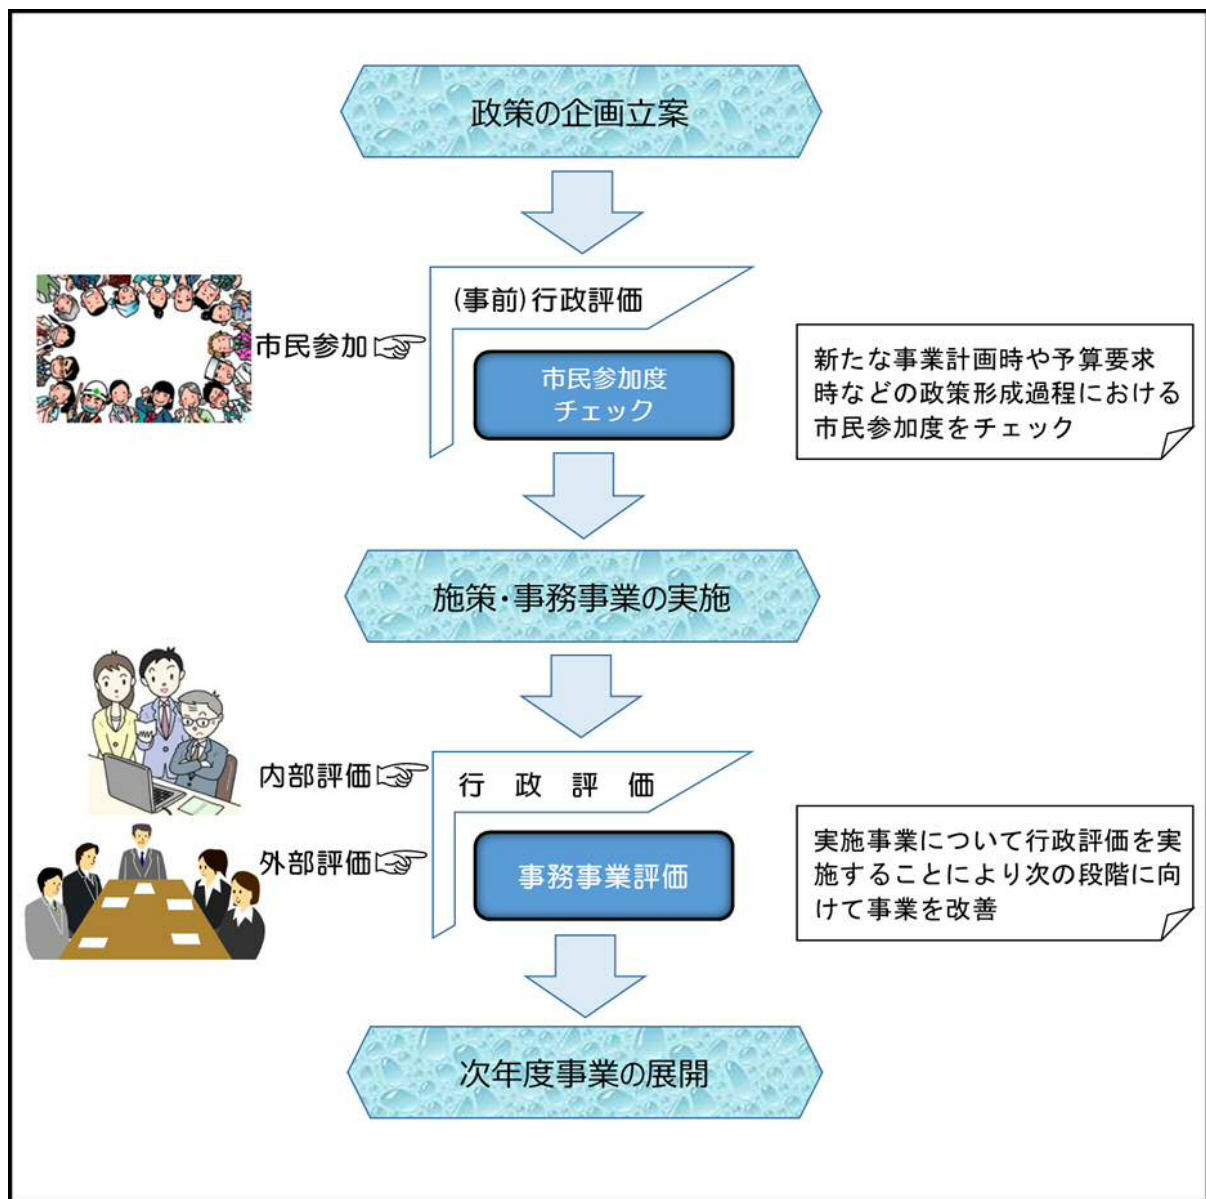 政策の企画立案
(事前)行政評価
市民参加
市民参加度
チェック
新たな事業計画時や予算要求
時などの政策形成過程における
市民参加度をチェック
施策・事務事業の実施
内部評価
行政評価
外部評価
事務事業評価
実施事業について行政評価を実
施することにより次の段階に向
けて事業を改善
次年度事業の展開